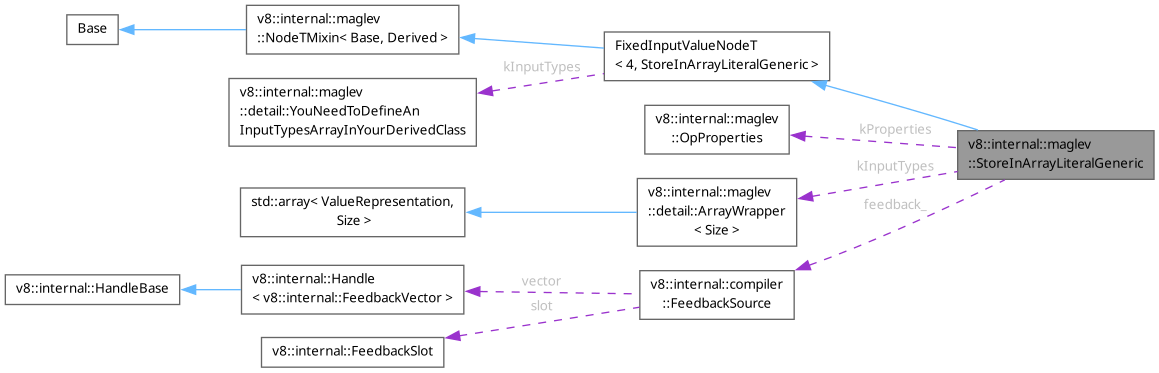 Base
v8::internal::maglev
::NodeTMixin< Base, Derived >
FixedInputValueNodeT
< 4, StoreInArrayLiteralGeneric >
kInputTypes
v8::internal::maglev
::detail::YouNeedToDefineAn
InputTypesArrayInYourDerivedClass
v8::internal::maglev
::OpProperties
kProperties
v8::internal::maglev
::StoreInArrayLiteralGeneric
kInputTypes
std::array< ValueRepresentation,
Size >
v8::internal::maglev
::detail::ArrayWrapper
< Size >
feedback_
v8::internal::HandleBase
v8::internal::Handle
< v8::internal::FeedbackVector >
vector
slot
v8::internal::compiler
::FeedbackSource
v8::internal::FeedbackSlot